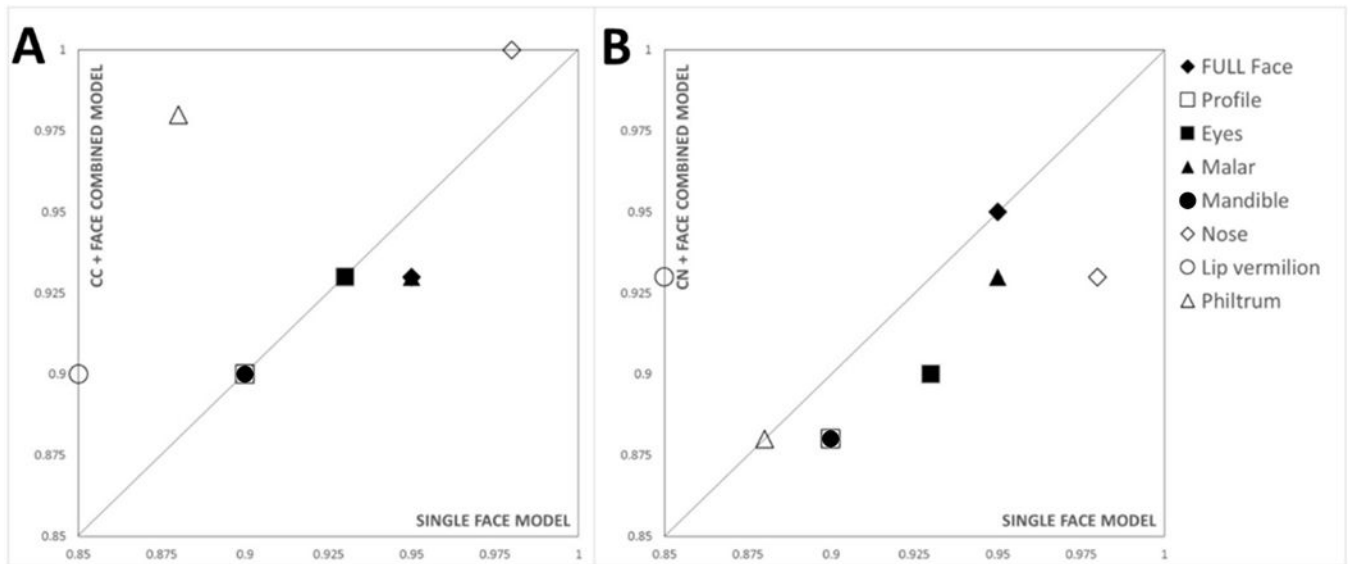 A
CC + FACE COMBINED MODEL
1
0.975
0.95
0.925
0.9
0.875
0.85
SINGLE FACE MODEL
0.85 0.875 0.9 0.925 0.95 0.975 1
B
CN + FACE COMBINED MODEL
1
0.975
0.95
0.925
0.9
0.875
0.85
SINGLE FACE MODEL
0.85 0.875 0.9 0.925 0.95 0.975 1
FULL Face
Profile
Eyes
Malar
Mandible
Nose
Lip vermilion
Philtrum